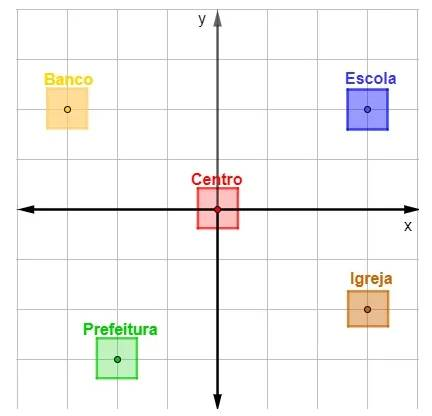 y
Banco
Escola
Centro
x
Igreja
Prefeitura